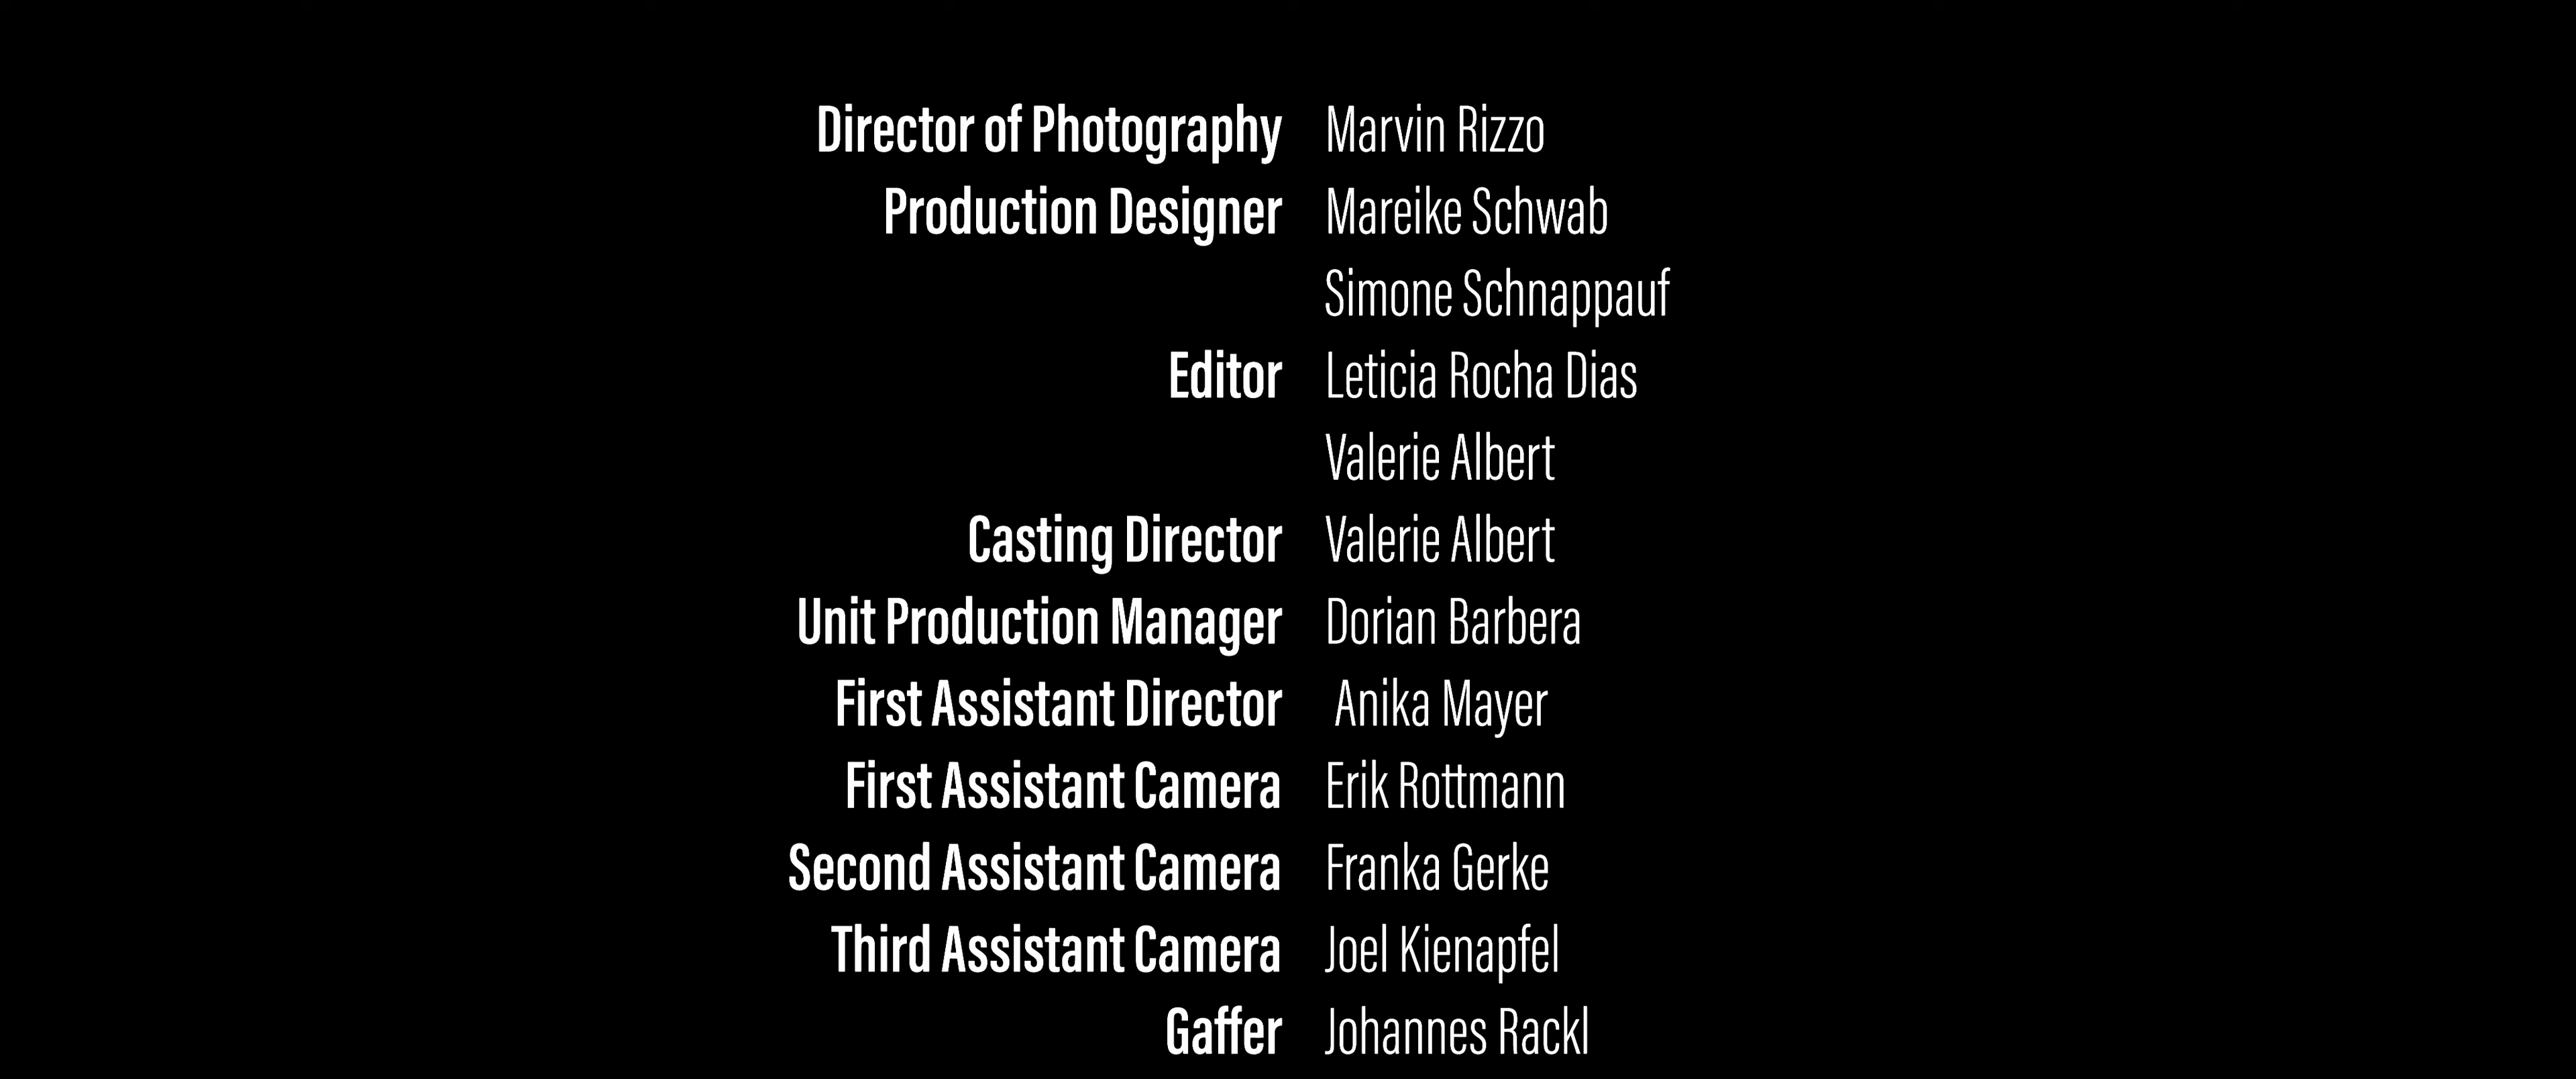 Director of Photography Marvin Rizzo
Production Designer Mareike Schwab
Simone Schnappauf
Editor Leticia Rocha Dias
Valerie Albert
Casting Director Valerie Albert
Unit Production Manager Dorian Barbera
First Assistant Director Anika Mayer
First Assistant Camera Erik Rottmann
Second Assistant Camera Franka Gerke
Third Assistant Camera Joel Kienapfel
Gaffer Johannes Rackl